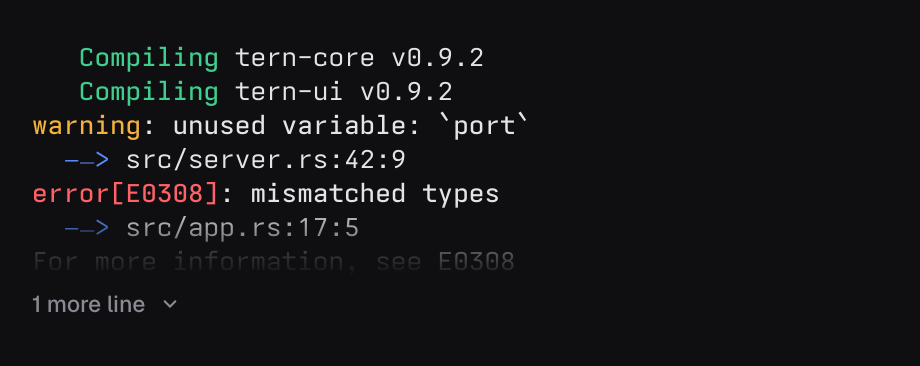 Compiling tern-core v0.9.2
Compiling tern-ui v0.9.2
warning: unused variable: `port`
--> src/server.rs:42:9
error[E0308]: mismatched types
--> src/app.rs:17:5
For more information, see E0308
1 more line